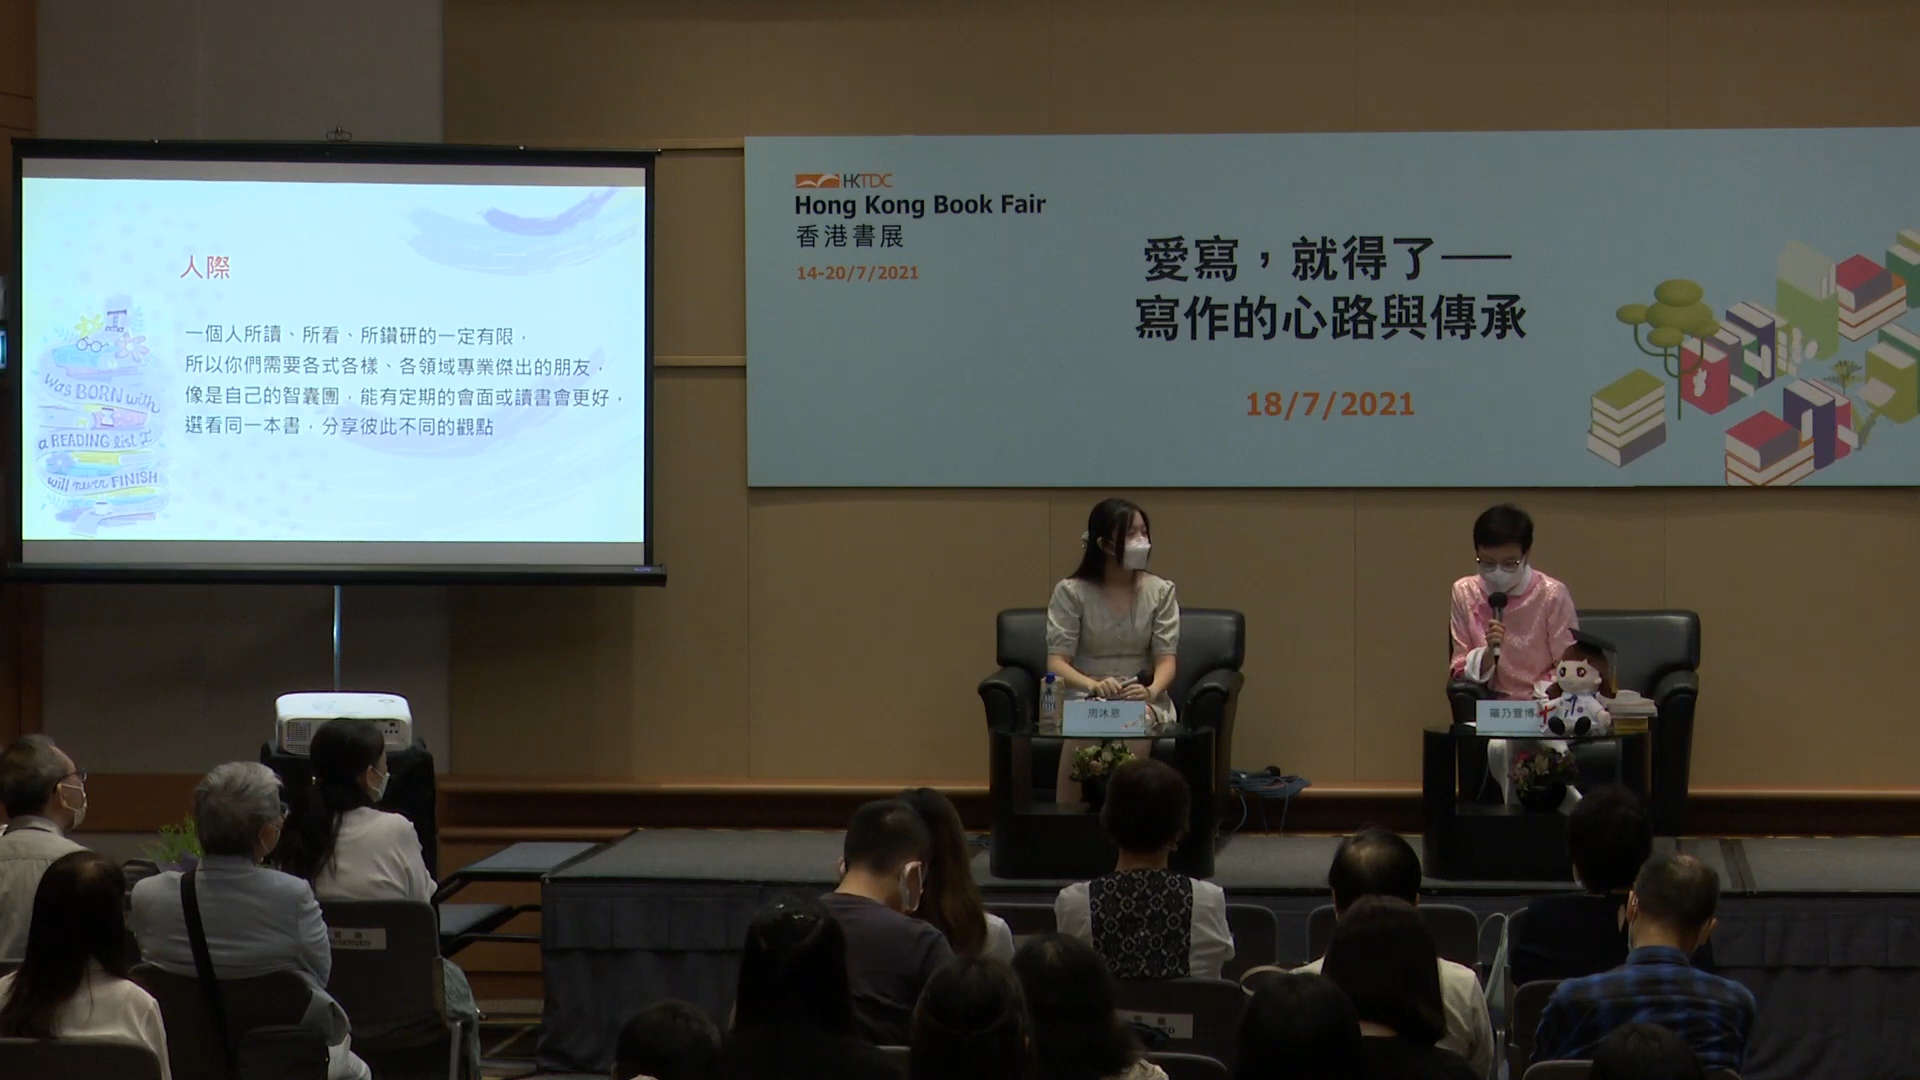 人際
一個人所讀、所看、所鑽研的一定有限，
所以你們需要各式各樣、各領域專業傑出的朋友，
像是自己的智囊團，能有定期的會面或讀書會更好，
選看同一本書，分享彼此不同的觀點
was BORN with
a READING list I
will never FINISH
HKTDC
Hong Kong Book Fair
香港書展
14-20/7/2021
愛寫，就得了——
寫作的心路與傳承
18/7/2021
周沐恩
羅乃萱博
RESERVED